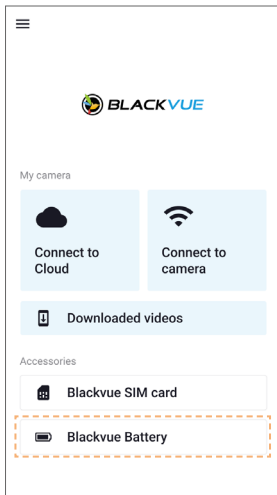 BLACKVUE
My camera
Connect to
Cloud
Connect to
camera
Downloaded videos
Accessories
Blackvue SIM card
Blackvue Battery